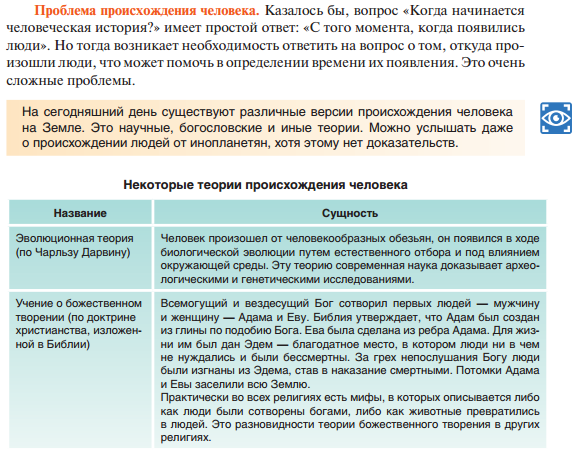 Проблема происхождения человека. Казалось бы, вопрос «Когда начинается
человеческая история?» имеет простой ответ: «С того момента, когда появились
люди». Но тогда возникает необходимость ответить на вопрос о том, откуда про-
изошли люди, что может помочь в определении времени их появления. Это очень
сложные проблемы.
На сегодняшний день существуют различные версии происхождения человека
на Земле. Это научные, богословские и иные теории. Можно услышать даже
о происхождении людей от инопланетян, хотя этому нет доказательств.
Некоторые теории происхождения человека
Название
Сущность
Эволюционная теория
(по Чарльзу Дарвину)
Человек произошел от человекообразных обезьян, он появился в ходе
биологической эволюции путем естественного отбора и под влиянием
окружающей среды. Эту теорию современная наука доказывает архео-
логическими и генетическими исследованиями.
Учение о божественном
творении (по доктрине
христианства, изложен-
ной в Библии)
Всемогущий и вездесущий Бог сотворил первых людей — мужчину
и женщину — Адама и Еву. Библия утверждает, что Адам был создан
из глины по подобию Бога. Ева была сделана из ребра Адама. Для жиз-
ни им был дан Эдем — благодатное место, в котором люди ни в чем
не нуждались и были бессмертны. За грех непослушания Богу люди
были изгнаны из Эдема, став в наказание смертными. Потомки Адама
и Евы заселили всю Землю.
Практически во всех религиях есть мифы, в которых описывается либо
как люди были сотворены богами, либо как животные превратились
в людей. Это разновидности теории божественного творения в других
религиях.